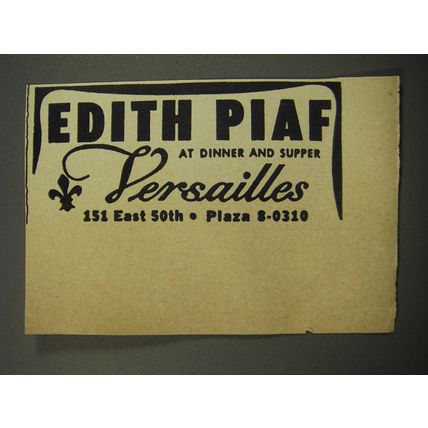 EDITH PIAF
AT DINNER AND SUPPER
Versailles
151 East 50th • Plaza 8-0310